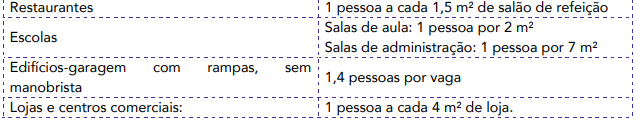 Restaurantes 1 pessoa a cada 1,5 m² de salão de refeição
Escolas Salas de aula: 1 pessoa por 2 m²
Salas de administração: 1 pessoa por 7 m²
Edifícios-garagem com rampas, sem
manobrista 1,4 pessoas por vaga
Lojas e centros comerciais: 1 pessoa a cada 4 m² de loja.